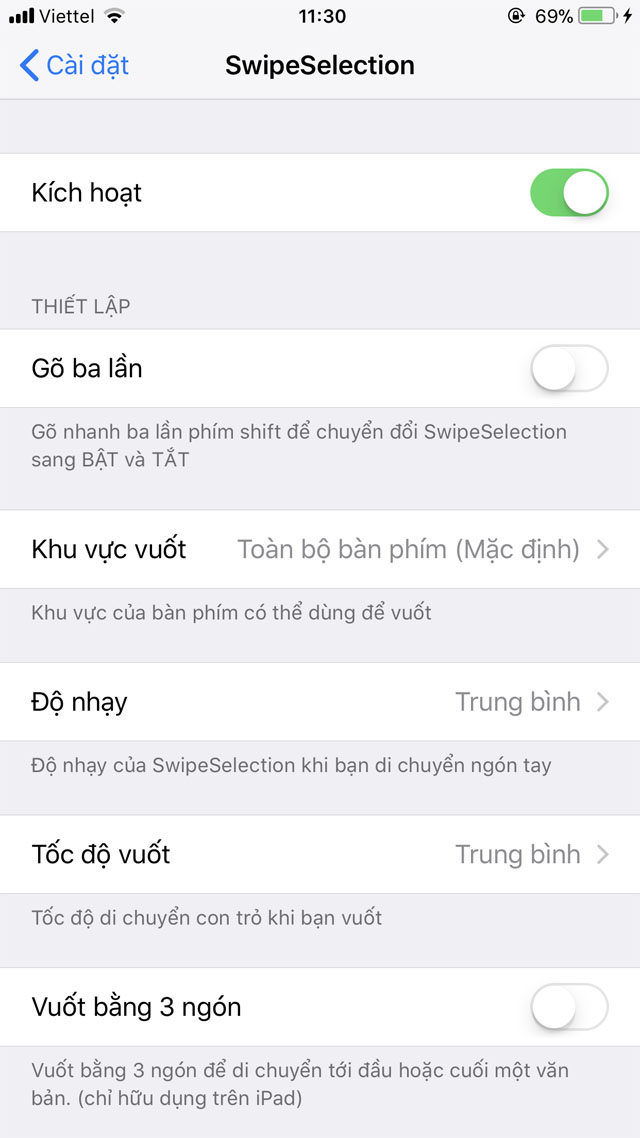 Viettel 11:30 69%
Cài đặt SwipeSelection
Kích hoạt
THIẾT LẬP
Gõ ba lần
Gõ nhanh ba lần phím shift để chuyển đổi SwipeSelection
sang BẬT và TẮT
Khu vực vuốt Toàn bộ bàn phím (Mặc định)
Khu vực của bàn phím có thể dùng để vuốt
Độ nhạy Trung bình
Độ nhạy của SwipeSelection khi bạn di chuyển ngón tay
Tốc độ vuốt Trung bình
Tốc độ di chuyển con trỏ khi bạn vuốt
Vuốt bằng 3 ngón
Vuốt bằng 3 ngón để di chuyển tới đầu hoặc cuối một văn
bản. (chỉ hữu dụng trên iPad)